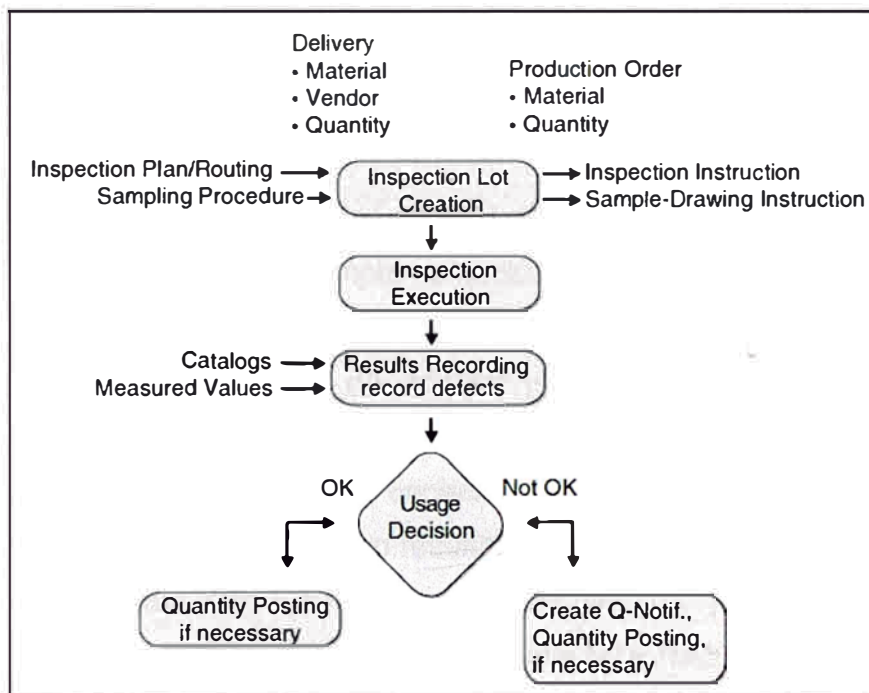 Delivery
• Material
• Vendor
• Quantity
Production Order
• Material
• Quantity
Inspection Plan/Routing
Sampling Procedure
Inspection Lot
Creation
Inspection Instruction
Sample-Drawing Instruction
Inspection
Execution
Catalogs
Measured Values
Results Recording
record defects
OK
Usage
Decision
Not OK
Quantity Posting
if necessary
Create Q-Notif.,
Quantity Posting,
if necessary